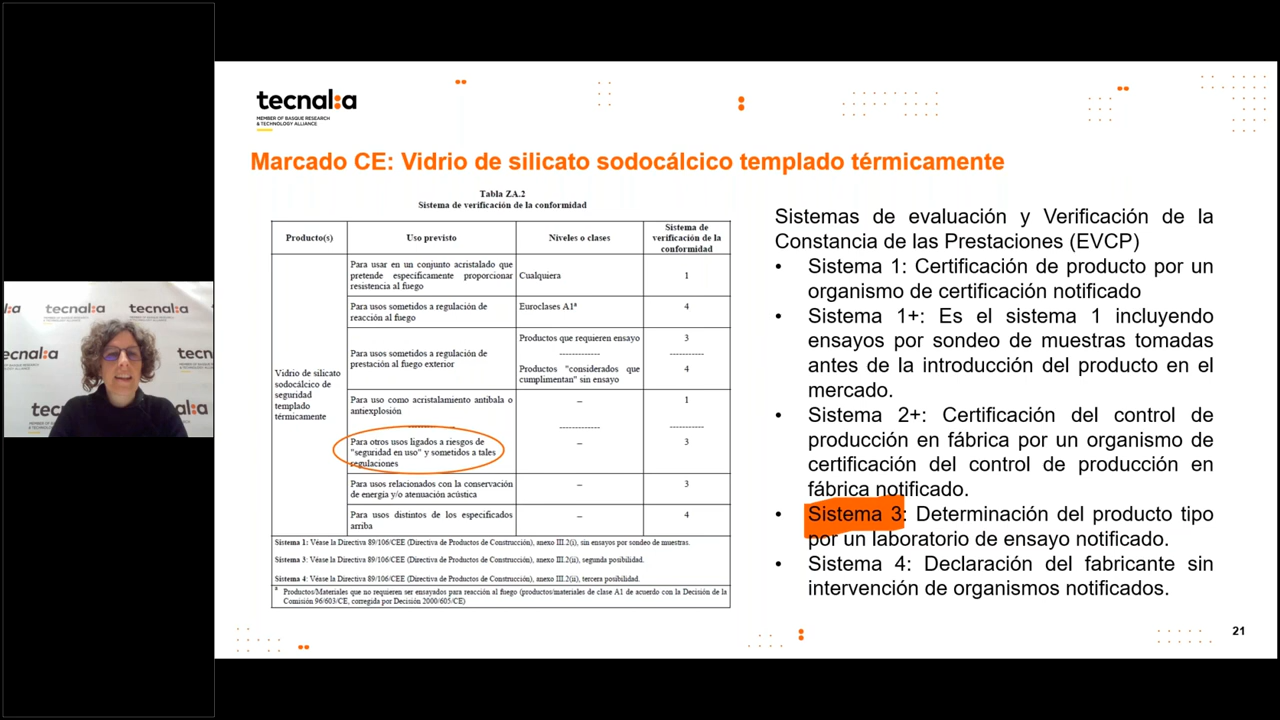 tecnal:a
MEMBER OF BASQUE RESEARCH
& TECHNOLOGY ALLIANCE
Marcado CE: Vidrio de silicato sodocálcico templado térmicamente
Tabla ZA.2
Sistema de verificación de la conformidad
Producto(s)
Uso previsto
Niveles o clases
Sistema de
verificación de la
conformidad
Vidrio de silicato
sodocálcico de
seguridad
templado
térmicamente
Para usar en un conjunto acristalado que
pretende específicamente proporcionar
resistencia al fuego
Cualquiera
1
Para usos sometidos a regulación de
reacción al fuego
Euroclases A1ª
4
Para usos sometidos a regulación de
prestación al fuego exterior
Productos que requieren ensayo
-------------
Productos "considerados que
cumplimentan" sin ensayo
3
-----------
4
Para uso como acristalamiento antibala o
antiexplosión
–
1
-------------
-------------
-----------
Para otros usos ligados a riesgos de
"seguridad en uso" y sometidos a tales
regulaciones
–
3
Para usos relacionados con la conservación
de energía y/o atenuación acústica
–
3
Para usos distintos de los especificados
arriba
–
4
Sistema 1: Véase la Directiva 89/106/CEE (Directiva de Productos de Construcción), anexo III.2(i), sin ensayos por sondeo de muestras.
Sistema 3: Véase la Directiva 89/106/CEE (Directiva de Productos de Construcción), anexo III.2(ii), segunda posibilidad.
Sistema 4: Véase la Directiva 89/106/CEE (Directiva de Productos de Construcción), anexo III.2(ii), tercera posibilidad.
ª Productos/Materiales que no requieren ser ensayados para reacción al fuego (productos/materiales de clase A1 de acuerdo con la Decisión de la
Comisión 96/603/CE, corregida por Decisión 2000/605/CE)
Sistemas de evaluación y Verificación de la
Constancia de las Prestaciones (EVCP)
• Sistema 1: Certificación de producto por un
organismo de certificación notificado
• Sistema 1+: Es el sistema 1 incluyendo
ensayos por sondeo de muestras tomadas
antes de la introducción del producto en el
mercado.
• Sistema 2+: Certificación del control de
producción en fábrica por un organismo de
certificación del control de producción en
fábrica notificado.
• Sistema 3: Determinación del producto tipo
por un laboratorio de ensayo notificado.
• Sistema 4: Declaración del fabricante sin
intervención de organismos notificados.
21
tecnal:a
tecnal:a
tecnal:a